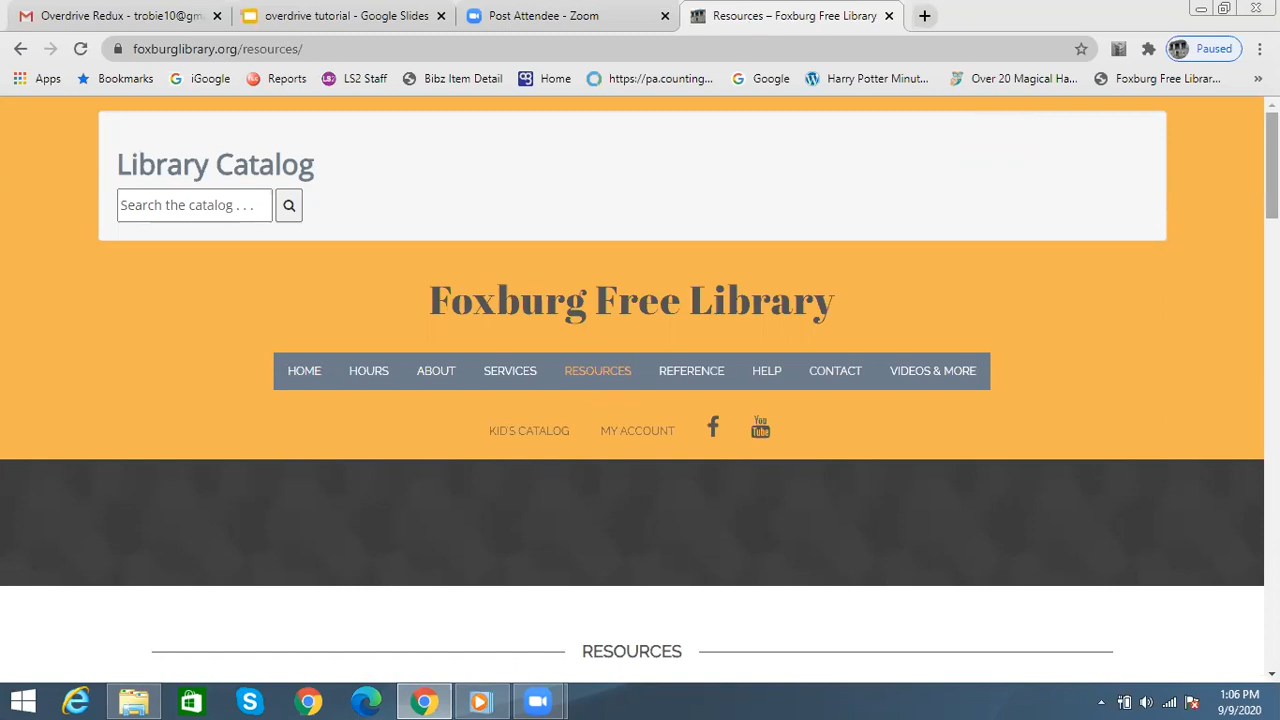 Overdrive Redux - trobie10@gm
overdrive tutorial - Google Slides
Post Attendee - Zoom
Resources – Foxburg Free Library
foxburglibrary.org/resources/
Paused
Apps
Bookmarks
iGoogle
Reports
LS2 Staff
Bibz Item Detail
Home
https://pa.counting...
Google
Harry Potter Minut...
Over 20 Magical Ha...
Foxburg Free Librar...
»
Library Catalog
Search the catalog . . .
Foxburg Free Library
HOME HOURS ABOUT SERVICES RESOURCES REFERENCE HELP CONTACT VIDEOS & MORE
KID'S CATALOG MY ACCOUNT
You
Tube
RESOURCES
1:06 PM
9/9/2020